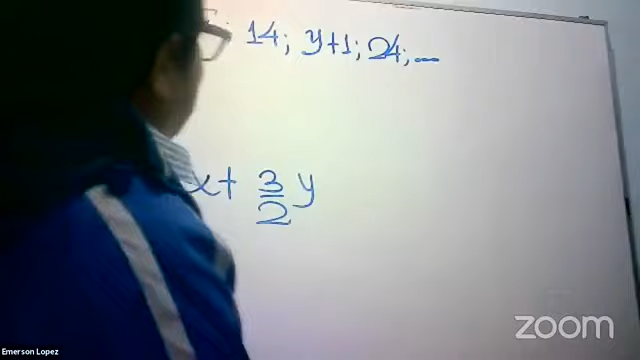 ; 14; y+1; 24; ...
x+ 3/2 y
zoom
Emerson Lopez